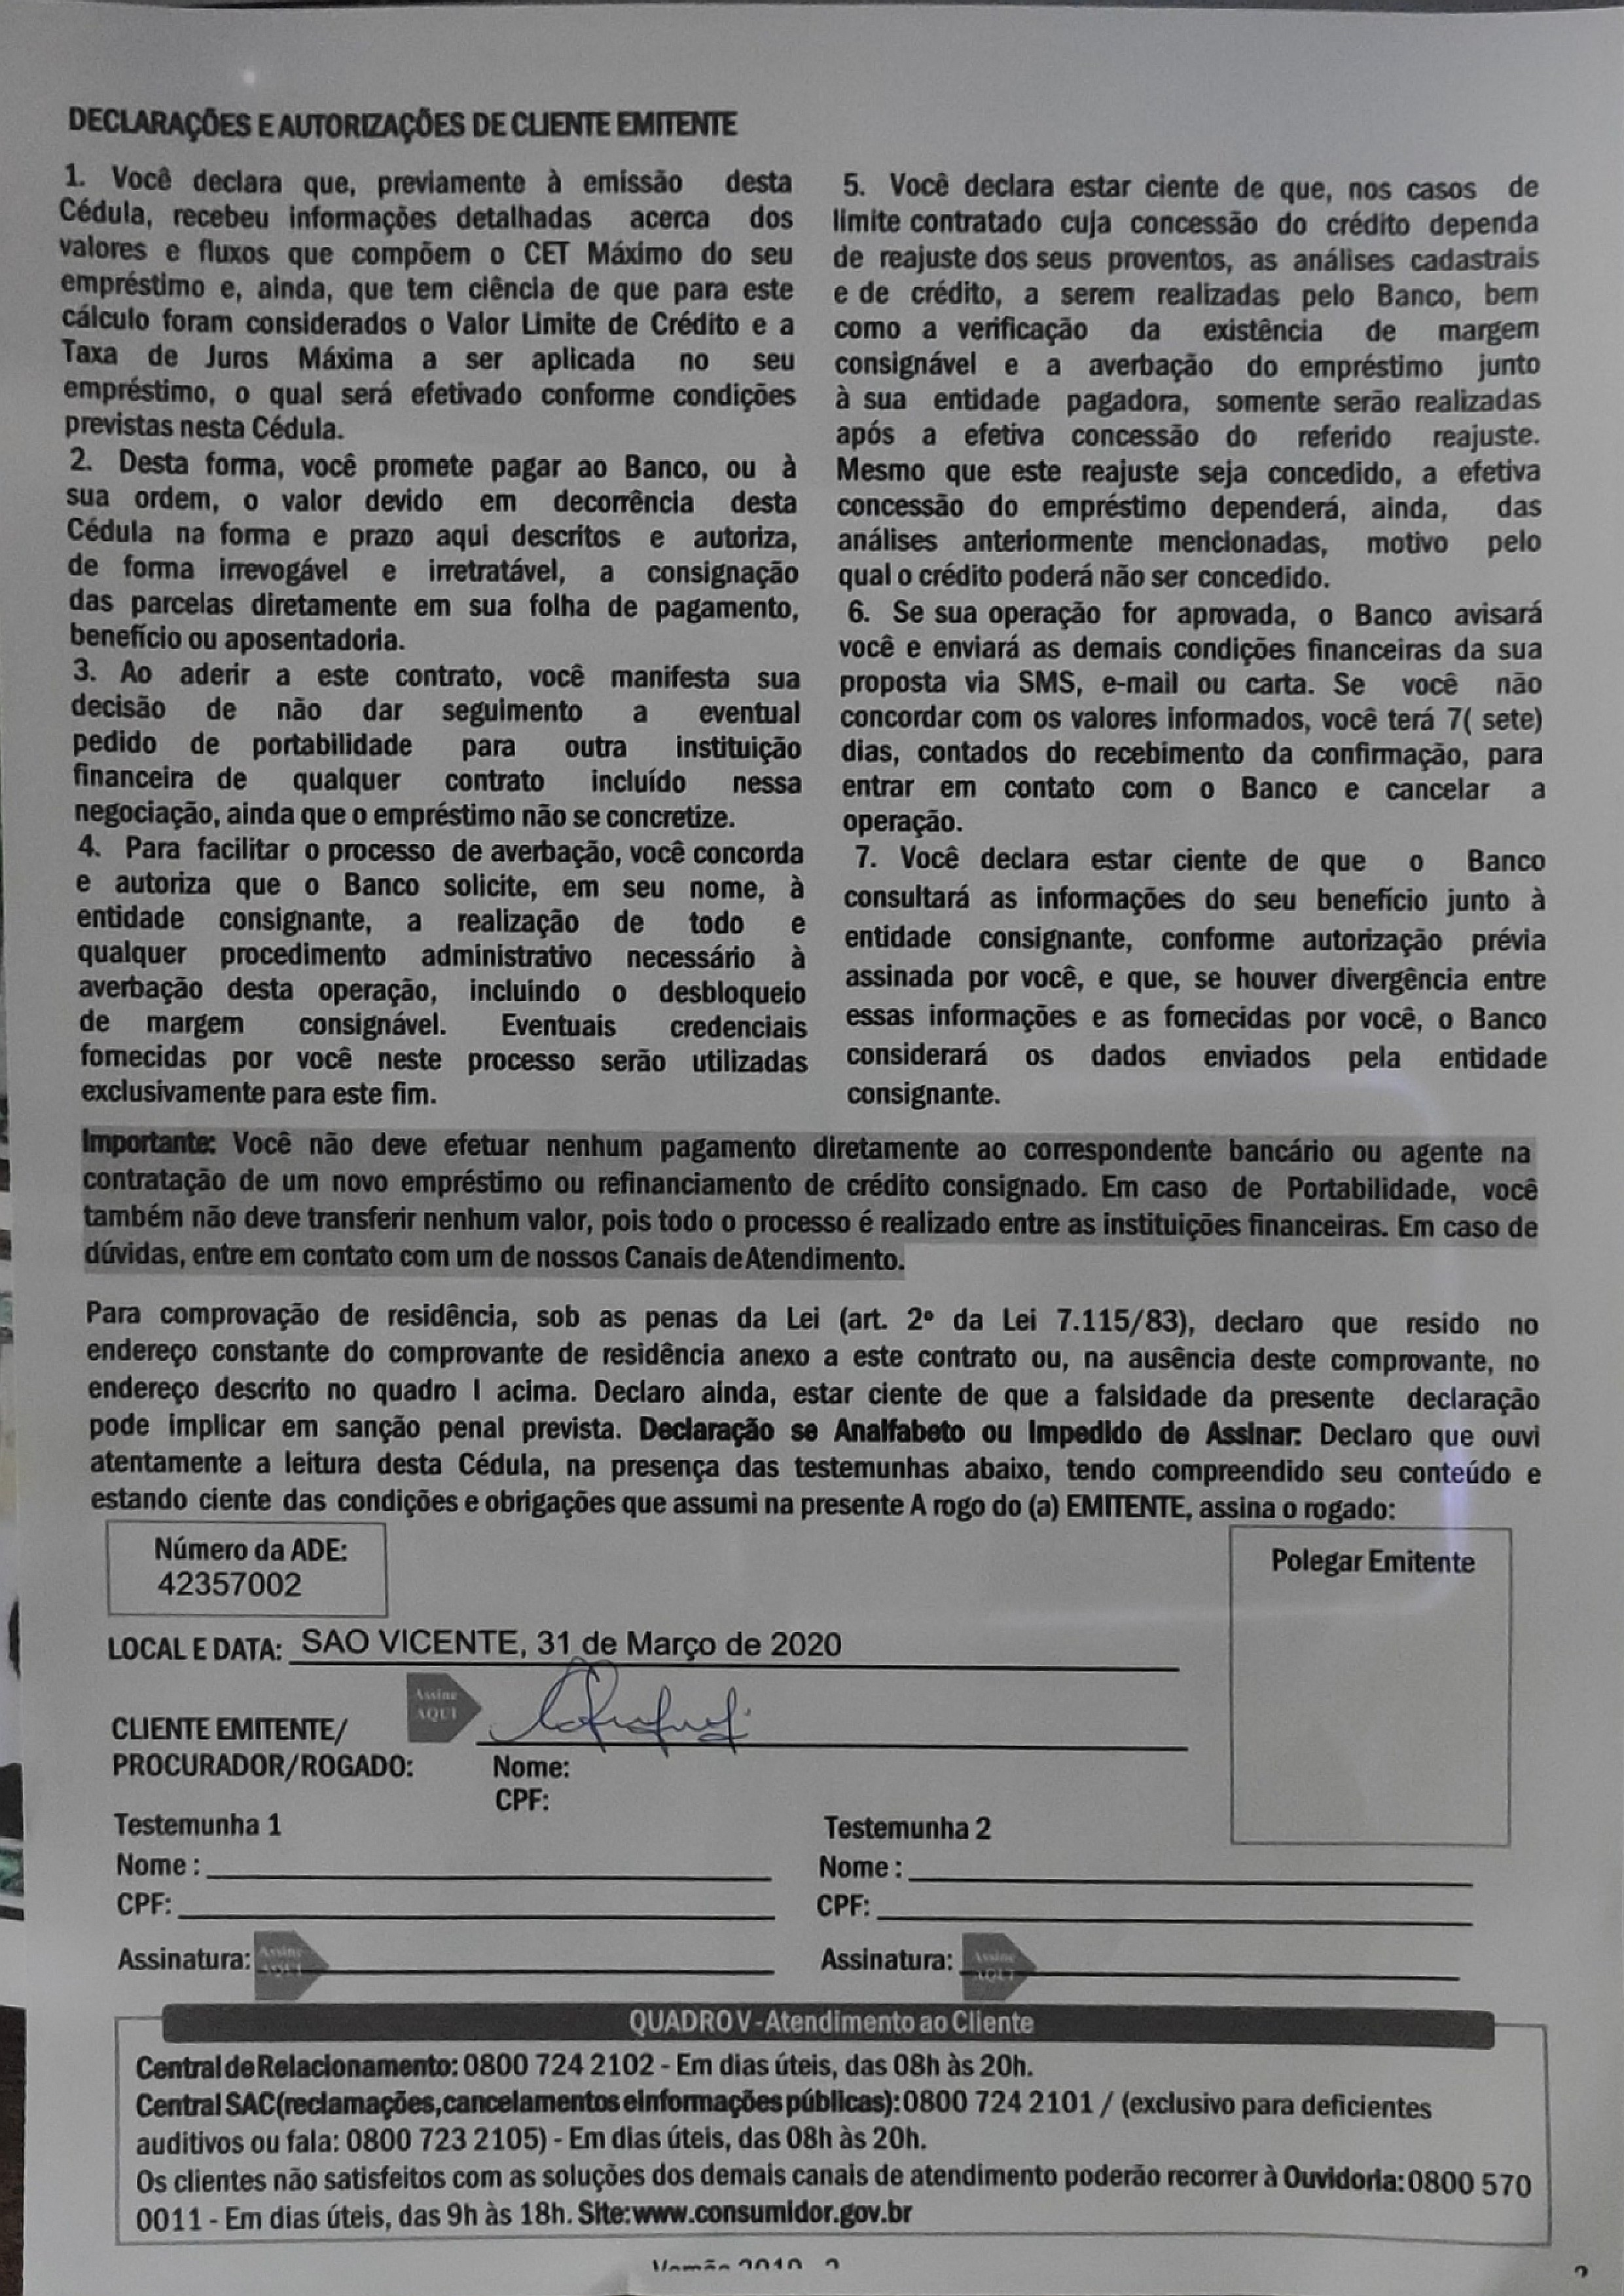 DECLARAÇÕES E AUTORIZAÇÕES DE CLIENTE EMITENTE
1. Você declara que, previamente à emissão desta
Cédula, recebeu informações detalhadas acerca dos
valores e fluxos que compõem o CET Máximo do seu
empréstimo e, ainda, que tem ciência de que para este
cálculo foram considerados o Valor Limite de Crédito e a
Taxa de Juros Máxima a ser aplicada no seu
empréstimo, o qual será efetivado conforme condições
previstas nesta Cédula.
2. Desta forma, você promete pagar ao Banco, ou à
sua ordem, o valor devido em decorrência desta
Cédula na forma e prazo aqui descritos e autoriza,
de forma irrevogável e irretratável, a consignação
das parcelas diretamente em sua folha de pagamento,
benefício ou aposentadoria.
3. Ao aderir a este contrato, você manifesta sua
decisão de não dar seguimento a eventual
pedido de portabilidade para outra instituição
financeira de qualquer contrato incluído nessa
negociação, ainda que o empréstimo não se concretize.
4. Para facilitar o processo de averbação, você concorda
e autoriza que o Banco solicite, em seu nome, à
entidade consignante, a realização de todo e
qualquer procedimento administrativo necessário à
averbação desta operação, incluindo o desbloqueio
de margem consignável. Eventuais credenciais
fornecidas por você neste processo serão utilizadas
exclusivamente para este fim.
5. Você declara estar ciente de que, nos casos de
limite contratado cuja concessão do crédito dependa
de reajuste dos seus proventos, as análises cadastrais
e de crédito, a serem realizadas pelo Banco, bem
como a verificação da existência de margem
consignável e a averbação do empréstimo junto
à sua entidade pagadora, somente serão realizadas
após a efetiva concessão do referido reajuste.
Mesmo que este reajuste seja concedido, a efetiva
concessão do empréstimo dependerá, ainda, das
análises anteriormente mencionadas, motivo pelo
qual o crédito poderá não ser concedido.
6. Se sua operação for aprovada, o Banco avisará
você e enviará as demais condições financeiras da sua
proposta via SMS, e-mail ou carta. Se você não
concordar com os valores informados, você terá 7( sete)
dias, contados do recebimento da confirmação, para
entrar em contato com o Banco e cancelar a
operação.
7. Você declara estar ciente de que o Banco
consultará as informações do seu benefício junto à
entidade consignante, conforme autorização prévia
assinada por você, e que, se houver divergência entre
essas informações e as fornecidas por você, o Banco
considerará os dados enviados pela entidade
consignante.
Importante: Você não deve efetuar nenhum pagamento diretamente ao correspondente bancário ou agente na
contratação de um novo empréstimo ou refinanciamento de crédito consignado. Em caso de Portabilidade, você
também não deve transferir nenhum valor, pois todo o processo é realizado entre as instituições financeiras. Em caso de
dúvidas, entre em contato com um de nossos Canais de Atendimento.
Para comprovação de residência, sob as penas da Lei (art. 2º da Lei 7.115/83), declaro que resido no
endereço constante do comprovante de residência anexo a este contrato ou, na ausência deste comprovante, no
endereço descrito no quadro I acima. Declaro ainda, estar ciente de que a falsidade da presente declaração
pode implicar em sanção penal prevista. Declaração se Analfabeto ou Impedido de Assinar: Declaro que ouvi
atentamente a leitura desta Cédula, na presença das testemunhas abaixo, tendo compreendido seu conteúdo e
estando ciente das condições e obrigações que assumi na presente A rogo do (a) EMITENTE, assina o rogado:
Número da ADE:
42357002
Polegar Emitente
LOCAL E DATA: SAO VICENTE, 31 de Março de 2020
Assine
AQUI
CLIENTE EMITENTE/
PROCURADOR/ROGADO:
Nome:
CPF:
Testemunha 1
Nome :
CPF:
Assinatura: Assine
AQUI
Testemunha 2
Nome :
CPF:
Assinatura: Assine
AQUI
QUADRO V - Atendimento ao Cliente
Central de Relacionamento: 0800 724 2102 - Em dias úteis, das 08h às 20h.
Central SAC(reclamações,cancelamentos e informações públicas): 0800 724 2101 / (exclusivo para deficientes
auditivos ou fala: 0800 723 2105) - Em dias úteis, das 08h às 20h.
Os clientes não satisfeitos com as soluções dos demais canais de atendimento poderão recorrer à Ouvidoria: 0800 570
0011 - Em dias úteis, das 9h às 18h. Site:www.consumidor.gov.br